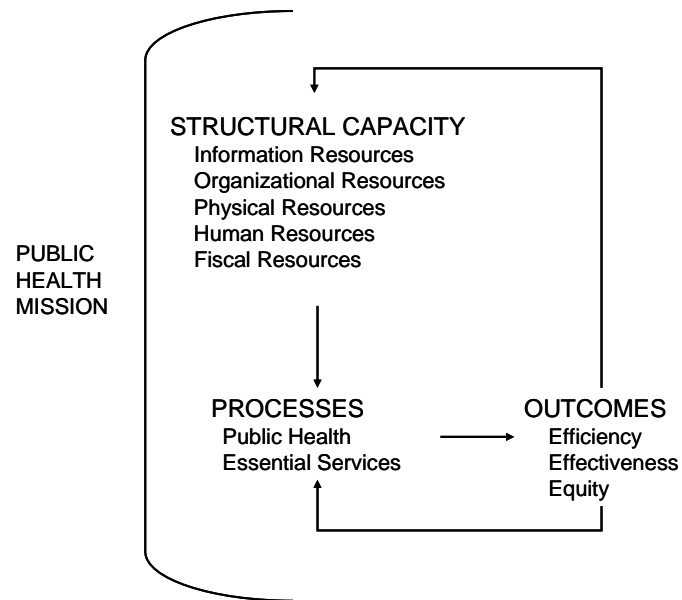 PUBLIC
HEALTH
MISSION
STRUCTURAL CAPACITY
Information Resources
Organizational Resources
Physical Resources
Human Resources
Fiscal Resources
PROCESSES
Public Health
Essential Services
OUTCOMES
Efficiency
Effectiveness
Equity